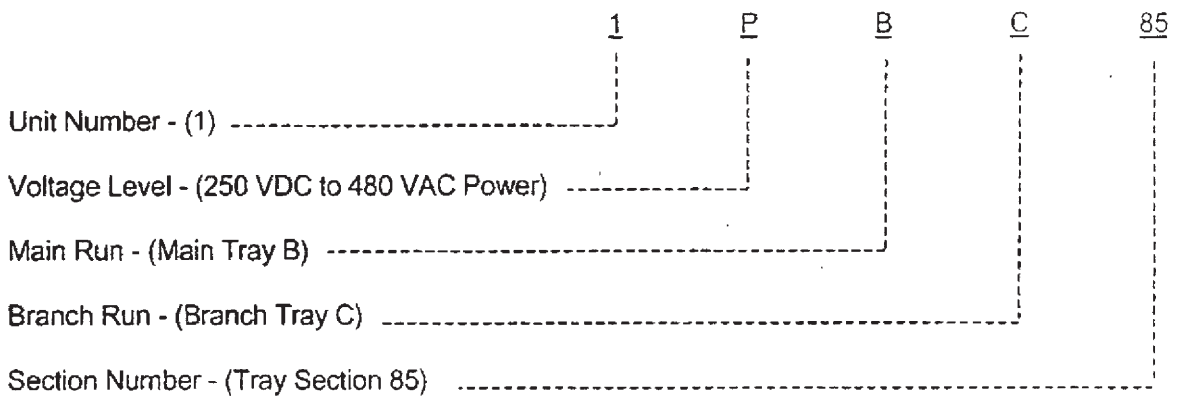 1 P B C 85
Unit Number - (1)
Voltage Level - (250 VDC to 480 VAC Power)
Main Run - (Main Tray B)
Branch Run - (Branch Tray C)
Section Number - (Tray Section 85)